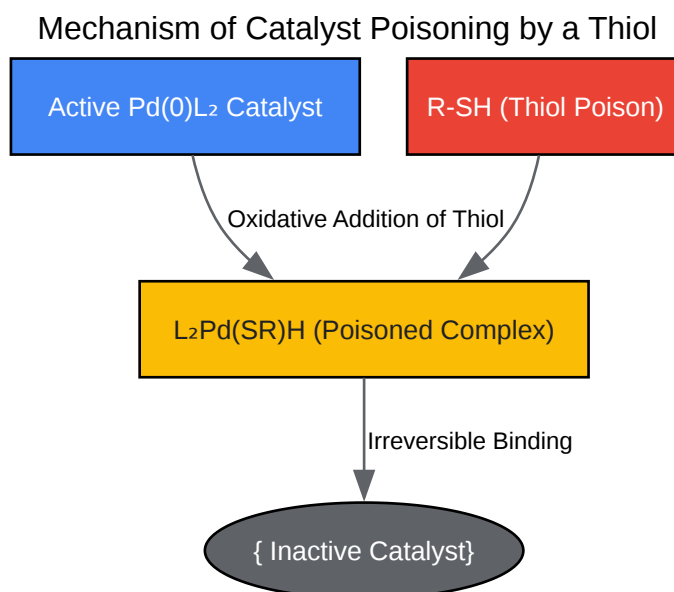 Mechanism of Catalyst Poisoning by a Thiol
Active Pd(0)L₂ Catalyst
R-SH (Thiol Poison)
Oxidative Addition of Thiol
L₂Pd(SR)H (Poisoned Complex)
Irreversible Binding
{ Inactive Catalyst}